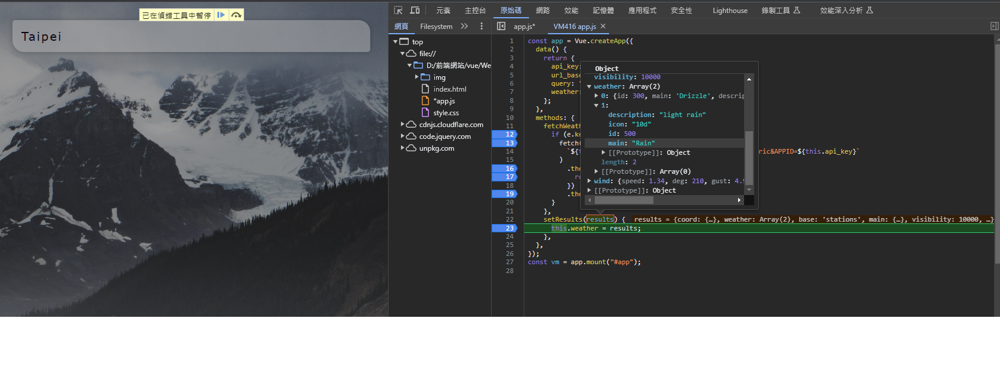 已在偵錯工具中暫停
Taipei
元素 主控台 原始碼 網路 效能 記憶體 應用程式 安全性 Lighthouse 錄製工具 效能深入分析
網頁 Filesystem
app.js* VM416 app.js
top
file://
D:/前端網站/vue/We
img
index.html
*app.js
style.css
cdnjs.cloudflare.com
code.jquery.com
unpkg.com
1 const app = Vue.createApp({
2 data() {
3 return {
4 api_key:
5 url_base
6 query: '
7 weather:
8 };
9 },
10 methods: {
11 fetchWeath
12 if (e.ke
13 fetch(
14 `${t ric&APPID=${this.api_key}`
15 )
16 .the
17 re
18 })
19 .the
20 }
21 },
22 setResults(results) { results = {coord: {…}, weather: Array(2), base: 'stations', main: {…}, visibility: 10000, …}
23 this.weather = results;
24 },
25 },
26 });
27 const vm = app.mount("#app");
28
Object
visibility: 10000
weather: Array(2)
0: {id: 300, main: 'Drizzle', descrip
1:
description: "light rain"
icon: "10d"
id: 500
main: "Rain"
[[Prototype]]: Object
length: 2
[[Prototype]]: Array(0)
wind: {speed: 1.34, deg: 210, gust: 4.9
[[Prototype]]: Object